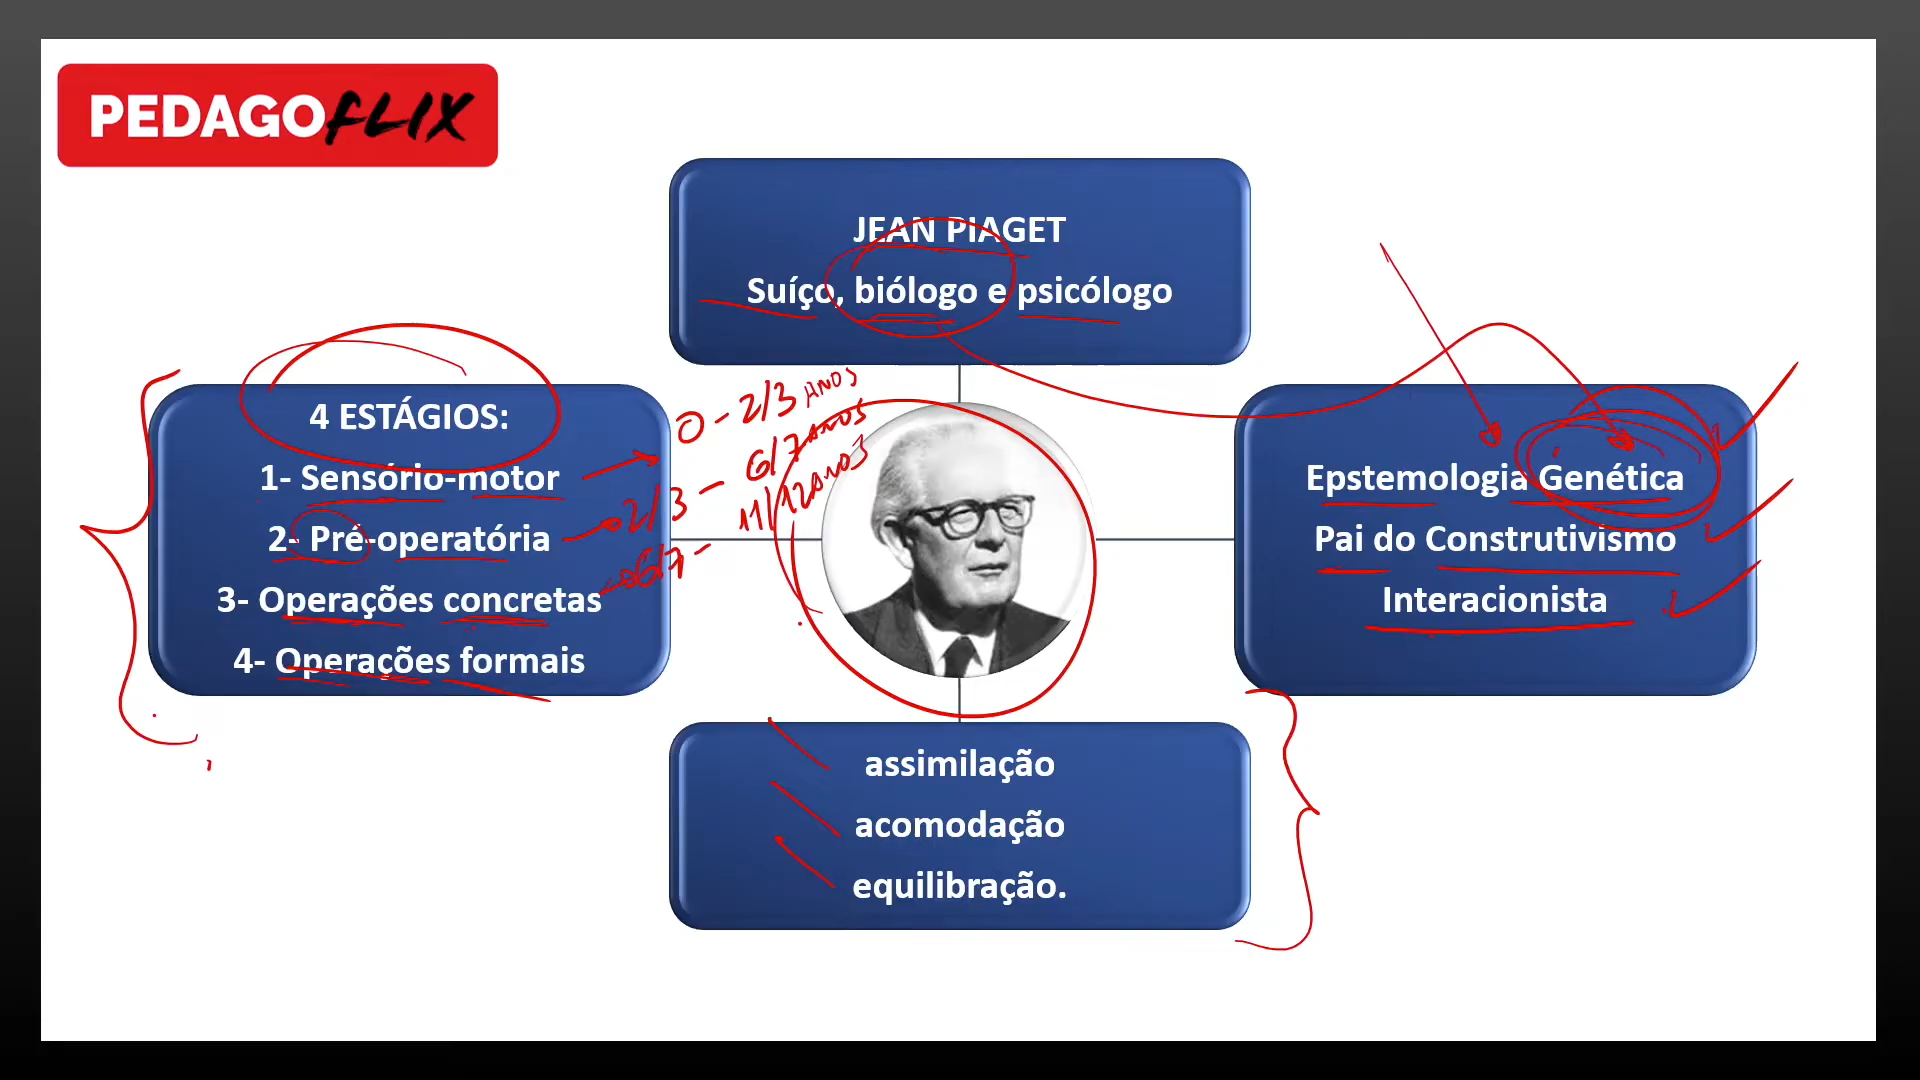 PEDAGOFLIX
JEAN PIAGET
Suíço, biólogo e psicólogo
4 ESTÁGIOS:
1- Sensório-motor
2- Pré-operatória
3- Operações concretas
4- Operações formais
0 - 2/3 ANOS
2/3 - 6/7 ANOS
6/7 - 11/12 ANOS
Epstemologia Genética
Pai do Construtivismo
Interacionista
assimilação
acomodação
equilibração.